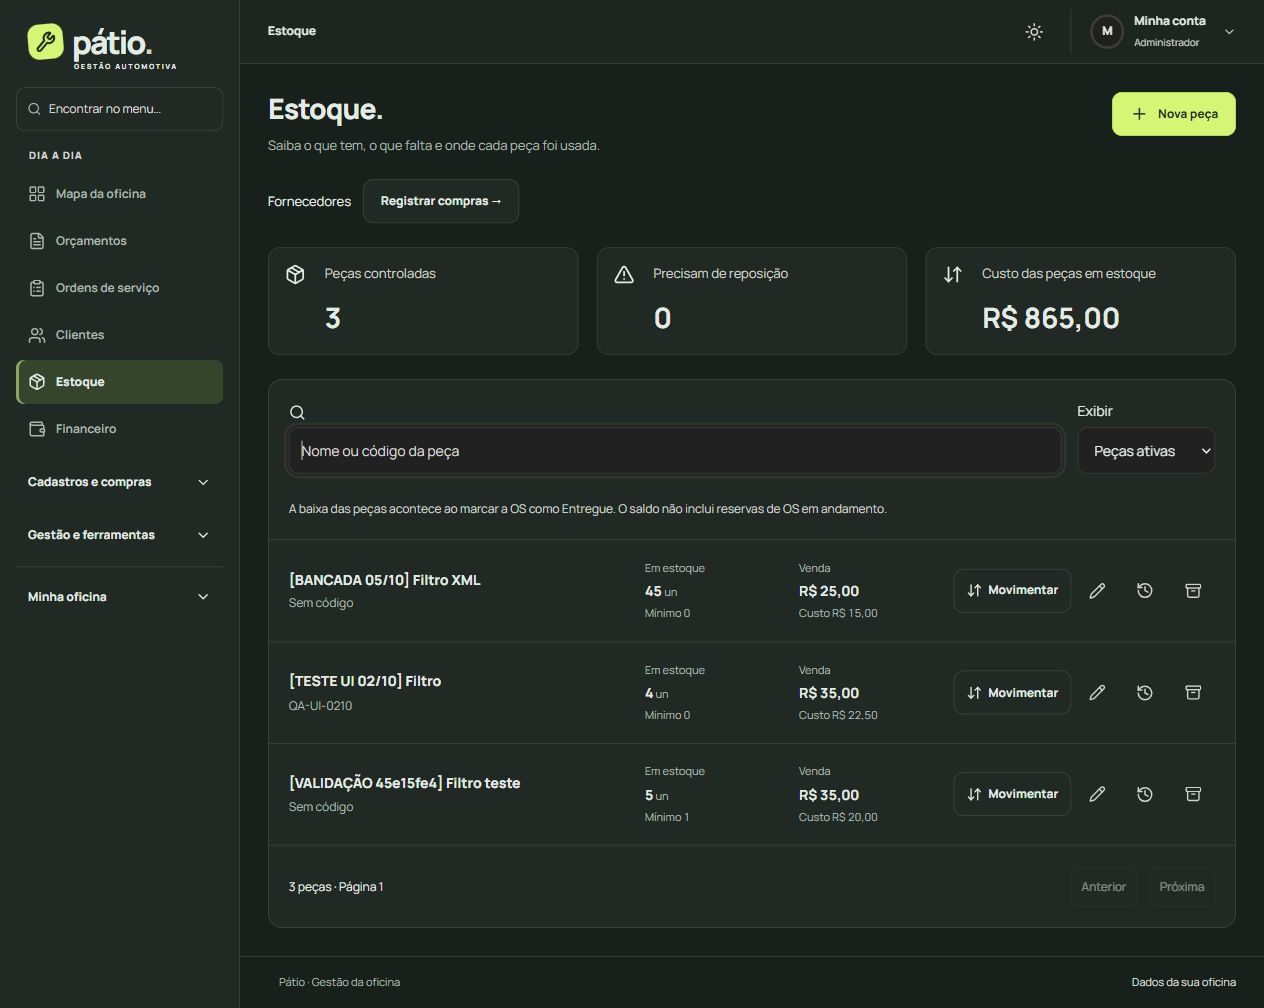 pátio.
GESTÃO AUTOMOTIVA
Encontrar no menu...
DIA A DIA
Mapa da oficina
Orçamentos
Ordens de serviço
Clientes
Estoque
Financeiro
Cadastros e compras
Gestão e ferramentas
Minha oficina
Estoque
M
Minha conta
Administrador
Estoque.
Saiba o que tem, o que falta e onde cada peça foi usada.
Nova peça
Fornecedores
Registrar compras →
Peças controladas
3
Precisam de reposição
0
Custo das peças em estoque
R$ 865,00
Exibir
Nome ou código da peça
Peças ativas
A baixa das peças acontece ao marcar a OS como Entregue. O saldo não inclui reservas de OS em andamento.
[BANCADA 05/10] Filtro XML
Sem código
Em estoque
45 un
Mínimo 0
Venda
R$ 25,00
Custo R$ 15,00
Movimentar
[TESTE UI 02/10] Filtro
QA-UI-0210
Em estoque
4 un
Mínimo 0
Venda
R$ 35,00
Custo R$ 22,50
Movimentar
[VALIDAÇÃO 45e15fe4] Filtro teste
Sem código
Em estoque
5 un
Mínimo 1
Venda
R$ 35,00
Custo R$ 20,00
Movimentar
3 peças · Página 1
Anterior
Próxima
Pátio · Gestão da oficina
Dados da sua oficina